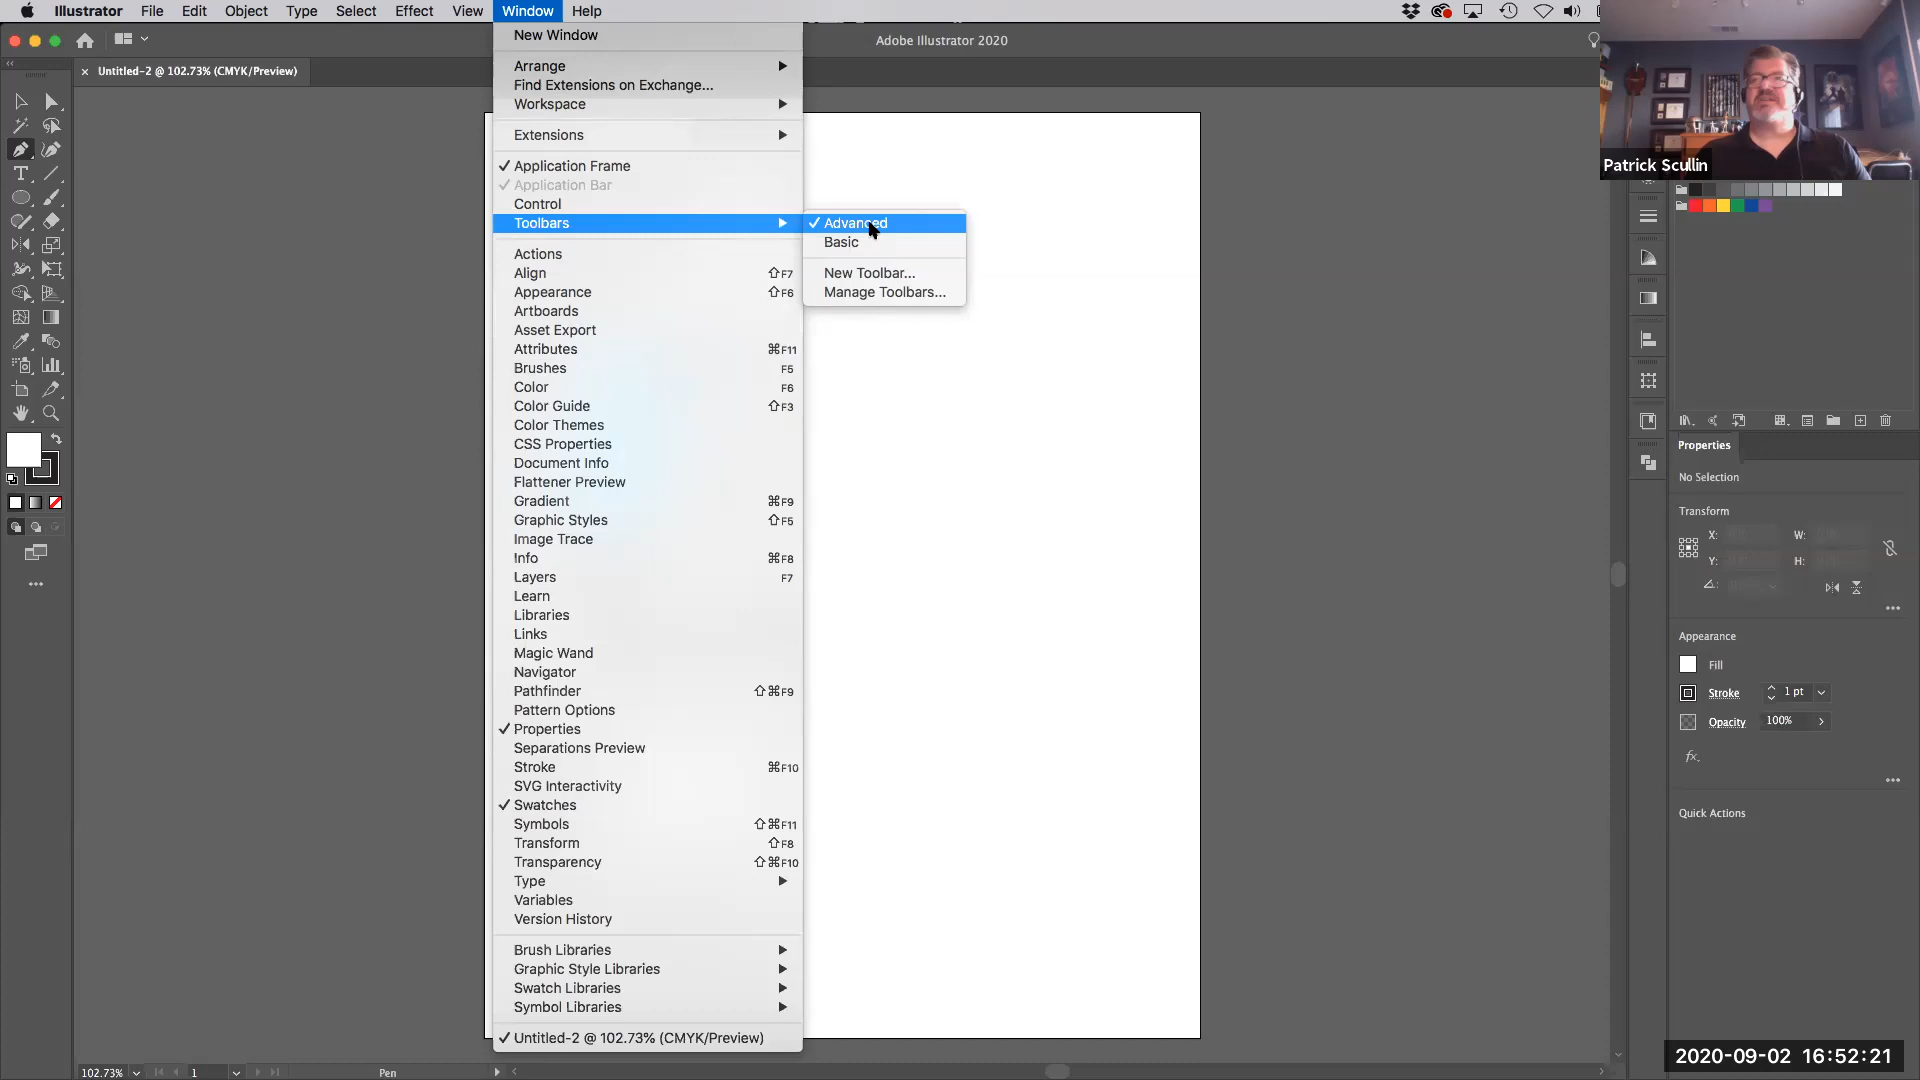 Illustrator File Edit Object Type Select Effect View Window Help
Adobe Illustrator 2020
Untitled-2 @ 102.73% (CMYK/Preview)
New Window
Arrange
Find Extensions on Exchange...
Workspace
Extensions
Application Frame
Application Bar
Control
Toolbars
Advanced
Basic
New Toolbar...
Manage Toolbars...
Actions
Align ⇧F7
Appearance ⇧F6
Artboards
Asset Export
Attributes ⌘F11
Brushes F5
Color F6
Color Guide ⇧F3
Color Themes
CSS Properties
Document Info
Flattener Preview
Gradient ⌘F9
Graphic Styles ⇧F5
Image Trace
Info ⌘F8
Layers F7
Learn
Libraries
Links
Magic Wand
Navigator
Pathfinder ⇧⌘F9
Pattern Options
Properties
Separations Preview
Stroke ⌘F10
SVG Interactivity
Swatches
Symbols ⇧⌘F11
Transform ⇧F8
Transparency ⇧⌘F10
Type
Variables
Version History
Brush Libraries
Graphic Style Libraries
Swatch Libraries
Symbol Libraries
Untitled-2 @ 102.73% (CMYK/Preview)
Patrick Scullin
Properties
No Selection
Transform
X: W:
Y: H:
Appearance
Fill
Stroke 1 pt
Opacity 100%
fx.
Quick Actions
102.73% 1 Pen
2020-09-02 16:52:21